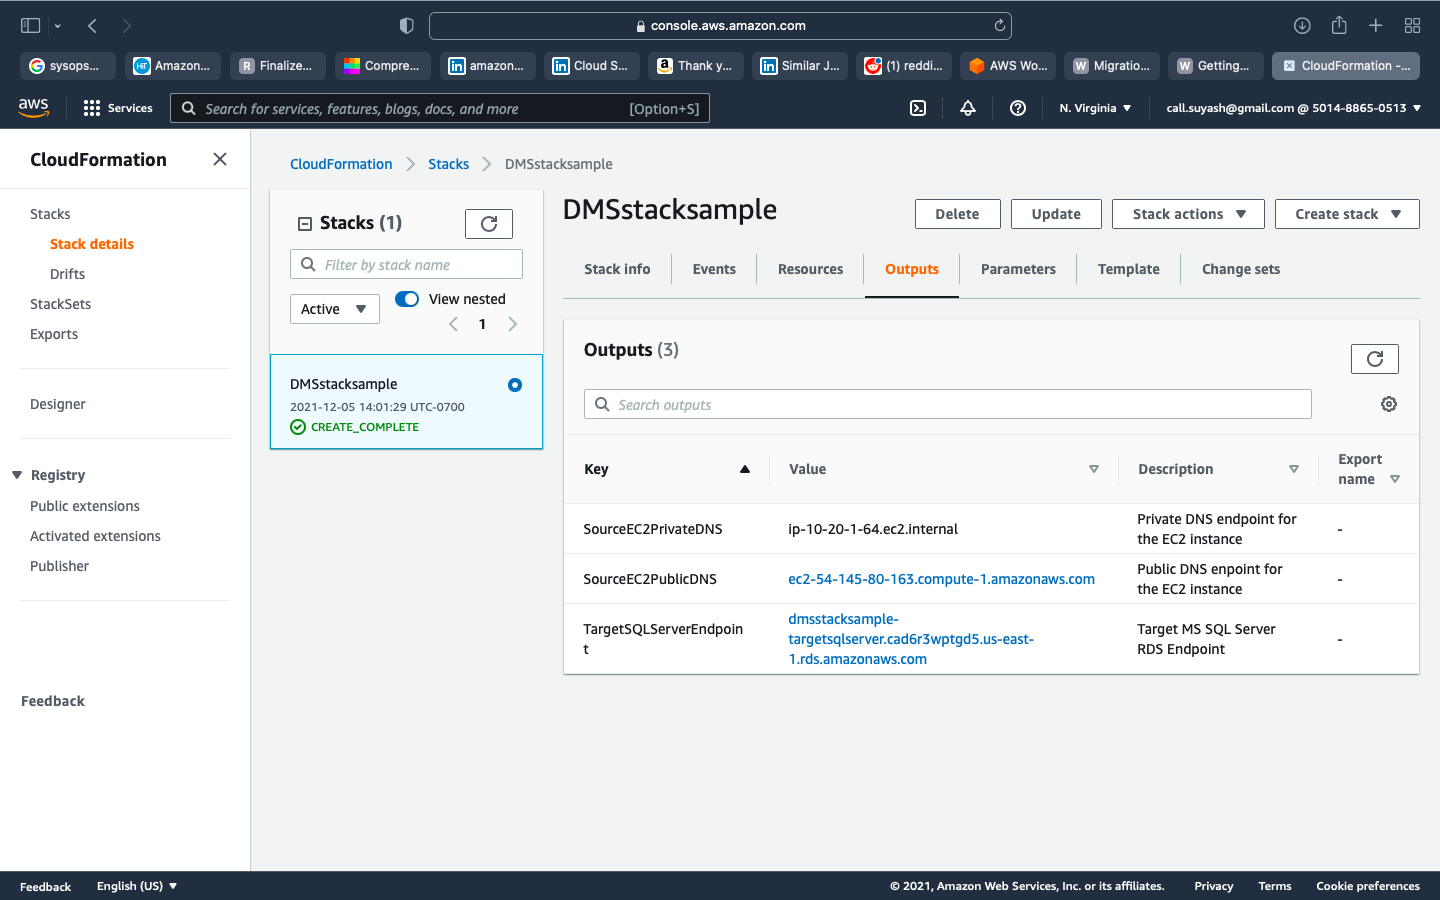 console.aws.amazon.com
sysops...
Amazon...
Finalize...
Compre...
amazon...
Cloud S...
Thank y...
Similar J...
(1) reddi...
AWS Wo...
Migratio...
Getting...
CloudFormation -...
aws
Services
Search for services, features, blogs, docs, and more
[Option+S]
N. Virginia
call.suyash@gmail.com @ 5014-8865-0513
CloudFormation
Stacks
Stack details
Drifts
StackSets
Exports
Designer
Registry
Public extensions
Activated extensions
Publisher
Feedback
CloudFormation
Stacks
DMSstacksample
Stacks (1)
Filter by stack name
Active
View nested
1
DMSstacksample
2021-12-05 14:01:29 UTC-0700
CREATE_COMPLETE
DMSstacksample
Delete
Update
Stack actions
Create stack
Stack info
Events
Resources
Outputs
Parameters
Template
Change sets
Outputs (3)
Search outputs
Key
Value
Description
Export
name
SourceEC2PrivateDNS
ip-10-20-1-64.ec2.internal
Private DNS endpoint for
the EC2 instance
-
SourceEC2PublicDNS
ec2-54-145-80-163.compute-1.amazonaws.com
Public DNS enpoint for
the EC2 instance
-
TargetSQLServerEndpoin
t
dmsstacksample-
targetsqlserver.cad6r3wptgd5.us-east-
1.rds.amazonaws.com
Target MS SQL Server
RDS Endpoint
-
Feedback
English (US)
© 2021, Amazon Web Services, Inc. or its affiliates.
Privacy
Terms
Cookie preferences